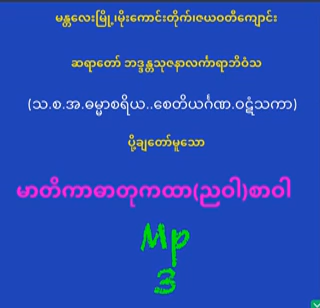 မန္တလေးမြို့၊မိုးကောင်းတိုက်၊ဇယဝတီကျောင်း
ဆရာတော် ဘဒ္ဒန္တသုဇနာလင်္ကာရာဘိဝံသ
(သ.စ.အ.ဓမ္မာစရိယ..စေတိယင်္ဂဏ.ဝဋံသကာ)
ပို့ချတော်မူသော
မာတိကာဓာတုကထာ(ညဝါ)စာဝါ
Mp
3